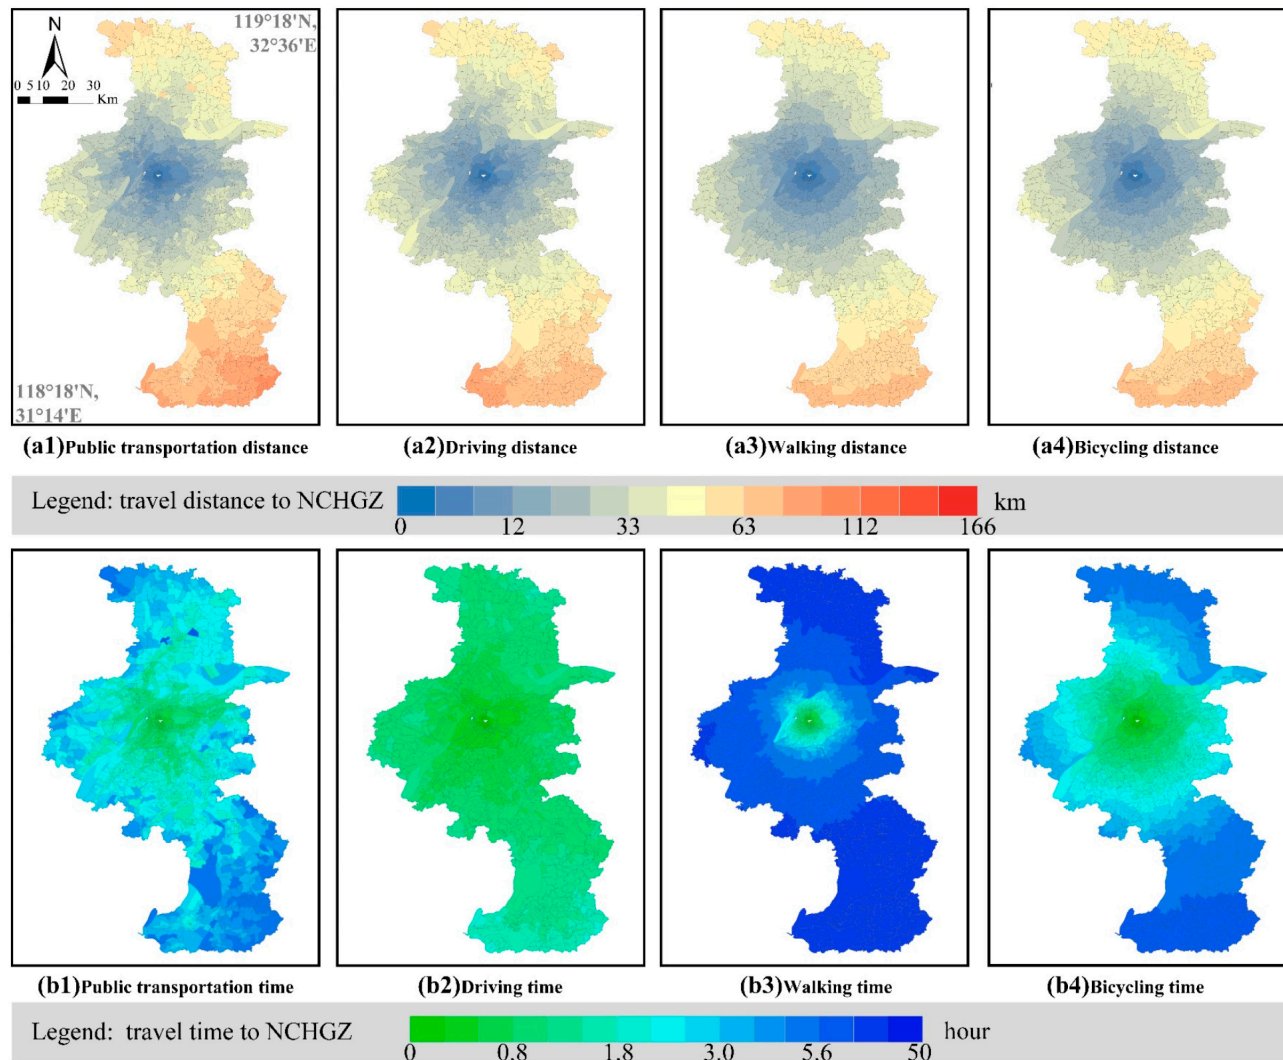 119°18'N,
32°36'E
N
0 5 10 20 30
Km
118°18'N,
31°14'E
(a1)Public transportation distance
(a2)Driving distance
(a3)Walking distance
(a4)Bicycling distance
Legend: travel distance to NCHGZ
km
0 12 33 63 112 166
(b1)Public transportation time
(b2)Driving time
(b3)Walking time
(b4)Bicycling time
Legend: travel time to NCHGZ
hour
0 0.8 1.8 3.0 5.6 50